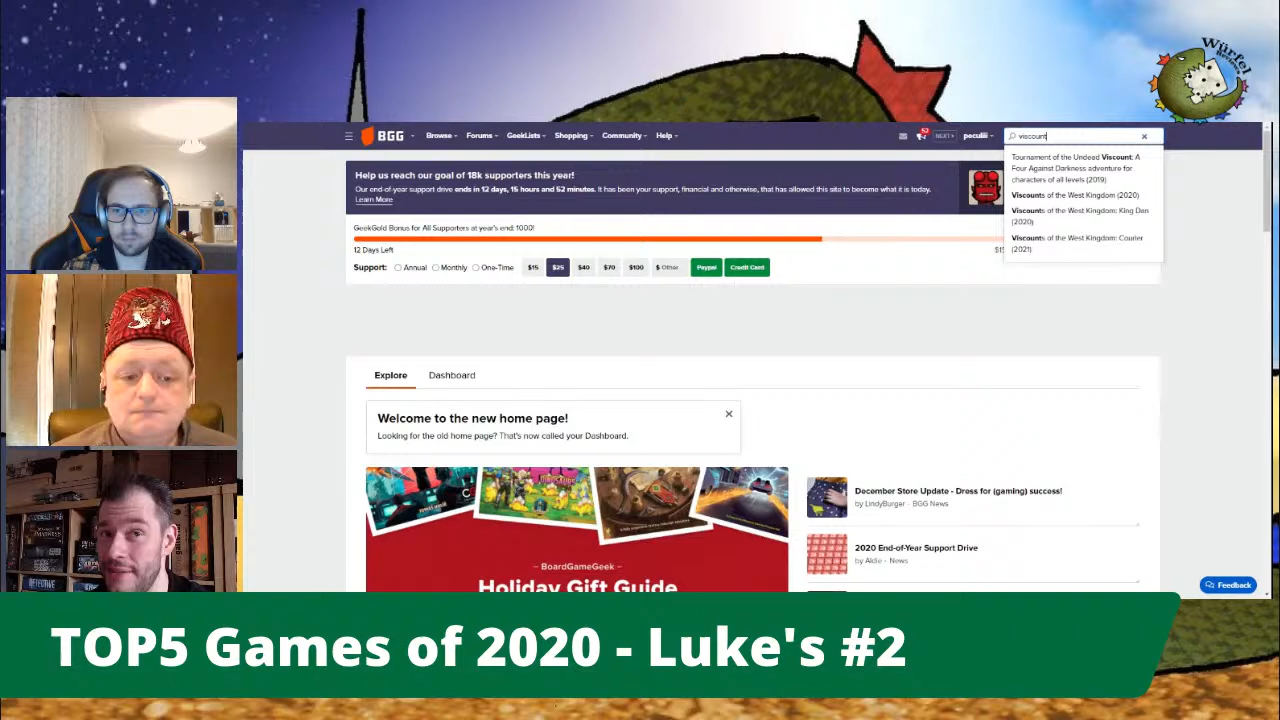 Würfel
Reviews
BGG
Browse
Forums
GeekLists
Shopping
Community
Help
52
NEXT
peculiii
viscount
Tournament of the Undead Viscount: A
Four Against Darkness adventure for
characters of all levels (2019)
Viscounts of the West Kingdom (2020)
Viscounts of the West Kingdom: King Dan
(2020)
Viscounts of the West Kingdom: Courier
(2021)
Help us reach our goal of 18k supporters this year!
Our end-of-year support drive ends in 12 days, 15 hours and 52 minutes. It has been your support, financial and otherwise, that has allowed this site to become what it is today.
Learn More
GeekGold Bonus for All Supporters at year's end: 1000!
12 Days Left
Support:
Annual
Monthly
One-Time
$15
$25
$40
$70
$100
$ Other
Paypal
Credit Card
Explore
Dashboard
Welcome to the new home page!
Looking for the old home page? That's now called your Dashboard.
– BoardGameGeek –
Holiday Gift Guide
December Store Update - Dress for (gaming) success!
by LindyBurger · BGG News
2020 End-of-Year Support Drive
by Aldie · News
Feedback
MADNESS
DETECTIVE
TOP5 Games of 2020 - Luke's #2